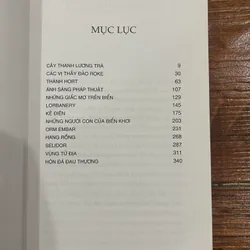 MỤC LỤC
CÂY THANH LƯƠNG TRÀ 9
CÁC VỊ THẦY ĐẢO ROKE 30
THÀNH HORT 63
ÁNH SÁNG PHÁP THUẬT 107
NHỮNG GIẤC MƠ TRÊN BIỂN 129
LORBANERY 145
KẺ ĐIÊN 175
NHỮNG NGƯỜI CON CỦA BIỂN KHƠI 203
ORM EMBAR 231
HANG RỒNG 268
SELIDOR 287
VÙNG TỬ ĐỊA 311
HÒN ĐÁ ĐAU THƯƠNG 340